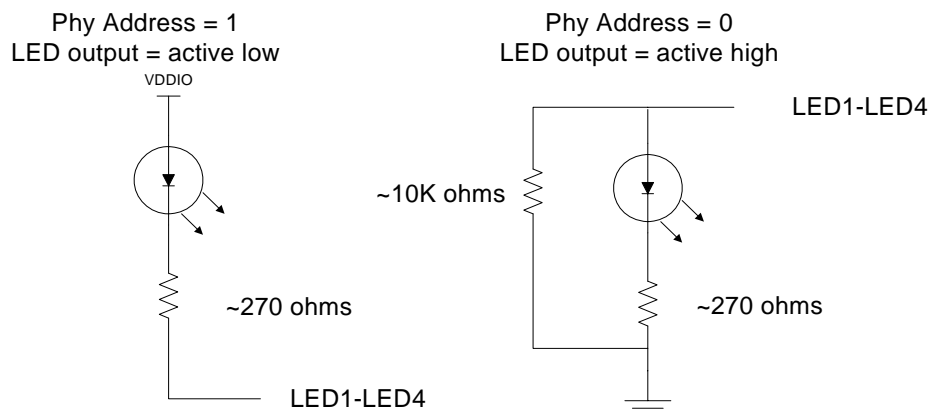 Phy Address = 1
LED output = active low
VDDIO
~270 ohms
LED1-LED4
Phy Address = 0
LED output = active high
LED1-LED4
~10K ohms
~270 ohms